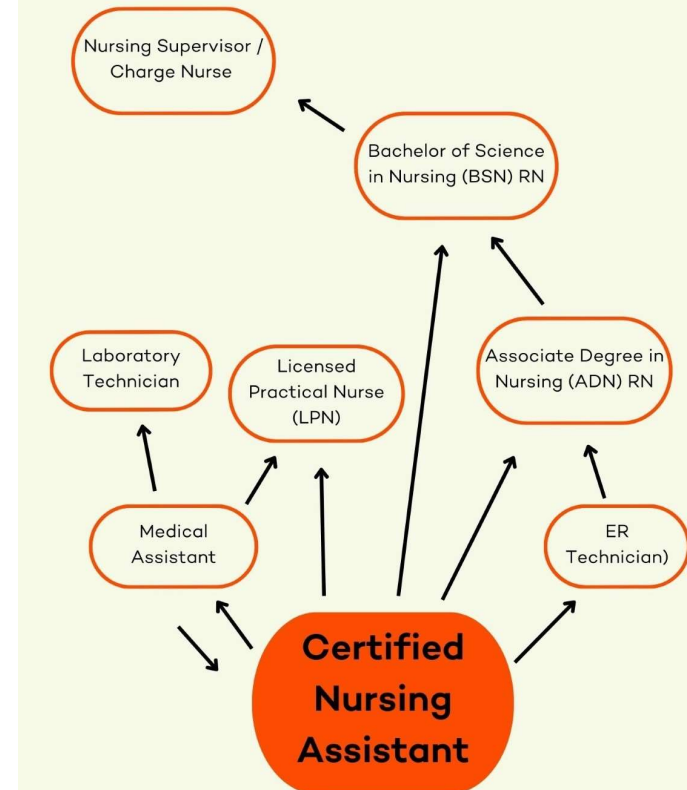 Nursing Supervisor /
Charge Nurse
Bachelor of Science
in Nursing (BSN) RN
Laboratory
Technician
Licensed
Practical Nurse
(LPN)
Associate Degree in
Nursing (ADN) RN
Medical
Assistant
ER
Technician)
Certified
Nursing
Assistant